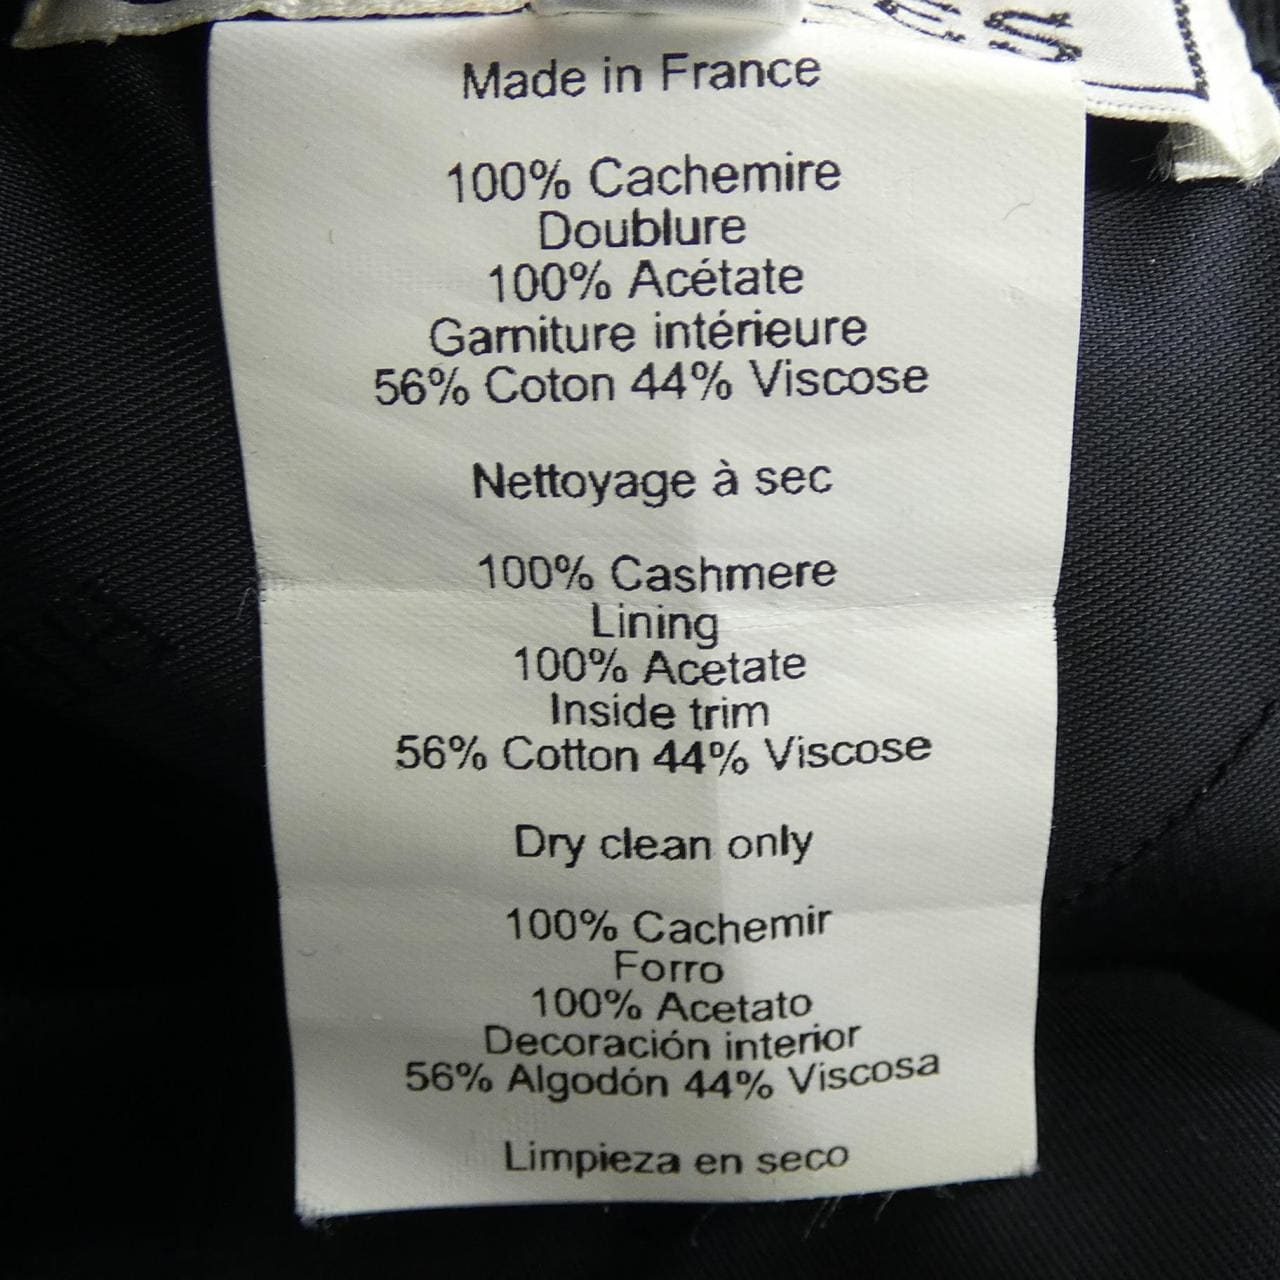 Made in France
100% Cachemire
Doublure
100% Acétate
Garniture intérieure
56% Coton 44% Viscose
Nettoyage à sec
100% Cashmere
Lining
100% Acetate
Inside trim
56% Cotton 44% Viscose
Dry clean only
100% Cachemir
Forro
100% Acetato
Decoración interior
56% Algodón 44% Viscosa
Limpieza en seco